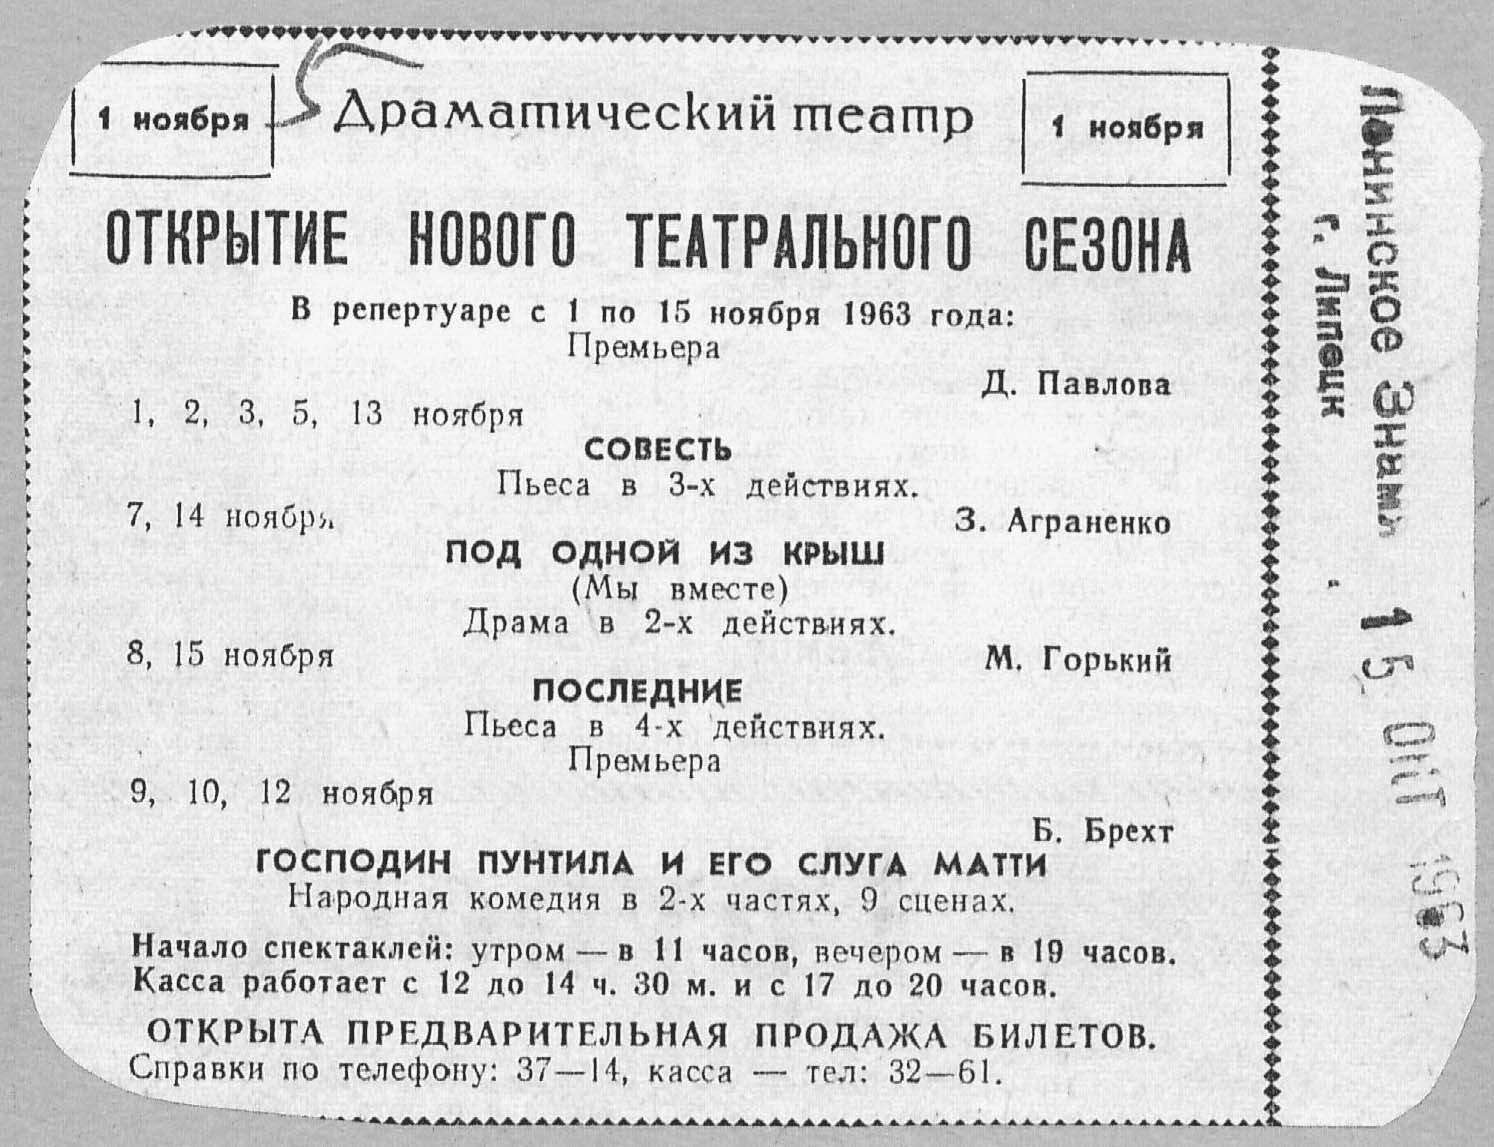 1 ноября
Драматический театр
1 ноября
ОТКРЫТИЕ НОВОГО ТЕАТРАЛЬНОГО СЕЗОНА
В репертуаре с 1 по 15 ноября 1963 года:
Премьера
Д. Павлова
1, 2, 3, 5, 13 ноября
СОВЕСТЬ
Пьеса в 3-х действиях.
7, 14 ноября
З. Аграненко
ПОД ОДНОЙ ИЗ КРЫШ
(Мы вместе)
Драма в 2-х действиях.
8, 15 ноября
М. Горький
ПОСЛЕДНИЕ
Пьеса в 4-х действиях.
Премьера
9, 10, 12 ноября
Б. Брехт
ГОСПОДИН ПУНТИЛА И ЕГО СЛУГА МАТТИ
Народная комедия в 2-х частях, 9 сценах.
Начало спектаклей: утром — в 11 часов, вечером — в 19 часов.
Касса работает с 12 до 14 ч. 30 м. и с 17 до 20 часов.
ОТКРЫТА ПРЕДВАРИТЕЛЬНАЯ ПРОДАЖА БИЛЕТОВ.
Справки по телефону: 37—14, касса — тел: 32—61.
Ленинское Знамя
г. Липецк
15 ОКТ 1963